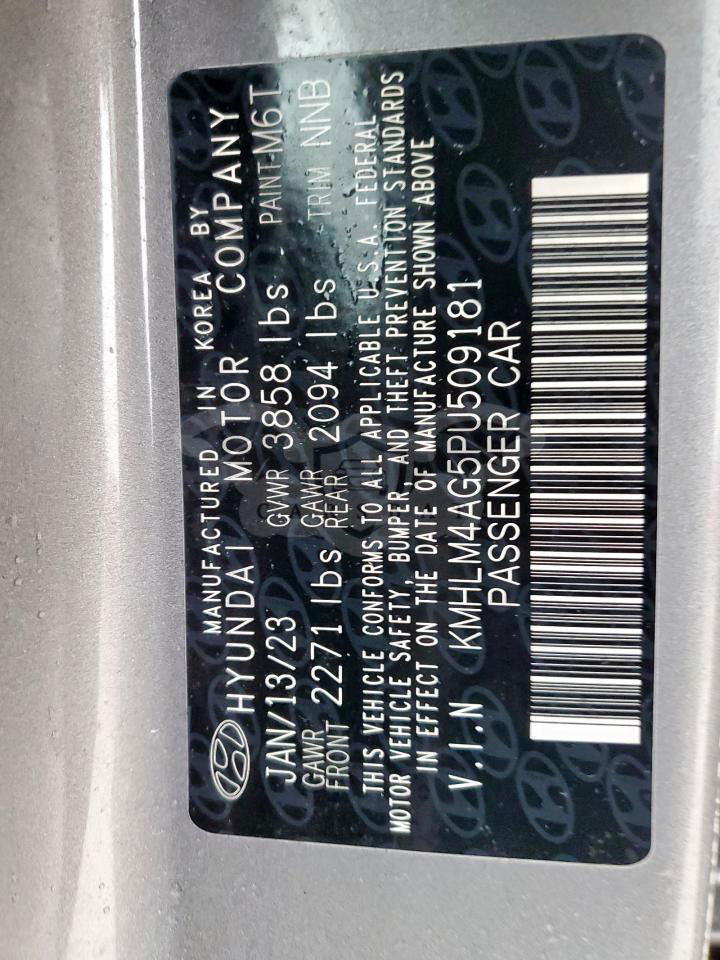 MANUFACTURED IN KOREA BY
HYUNDAI MOTOR COMPANY
JAN/13/23 GVWR 3858 lbs PAINT M6T
GAWR FRONT 2271 lbs GAWR REAR 2094 lbs TRIM NNB
THIS VEHICLE CONFORMS TO ALL APPLICABLE U.S.A. FEDERAL
MOTOR VEHICLE SAFETY, BUMPER, AND THEFT PREVENTION STANDARDS
IN EFFECT ON THE DATE OF MANUFACTURE SHOWN ABOVE
V.I.N KMHLM4AG5PU509181
PASSENGER CAR